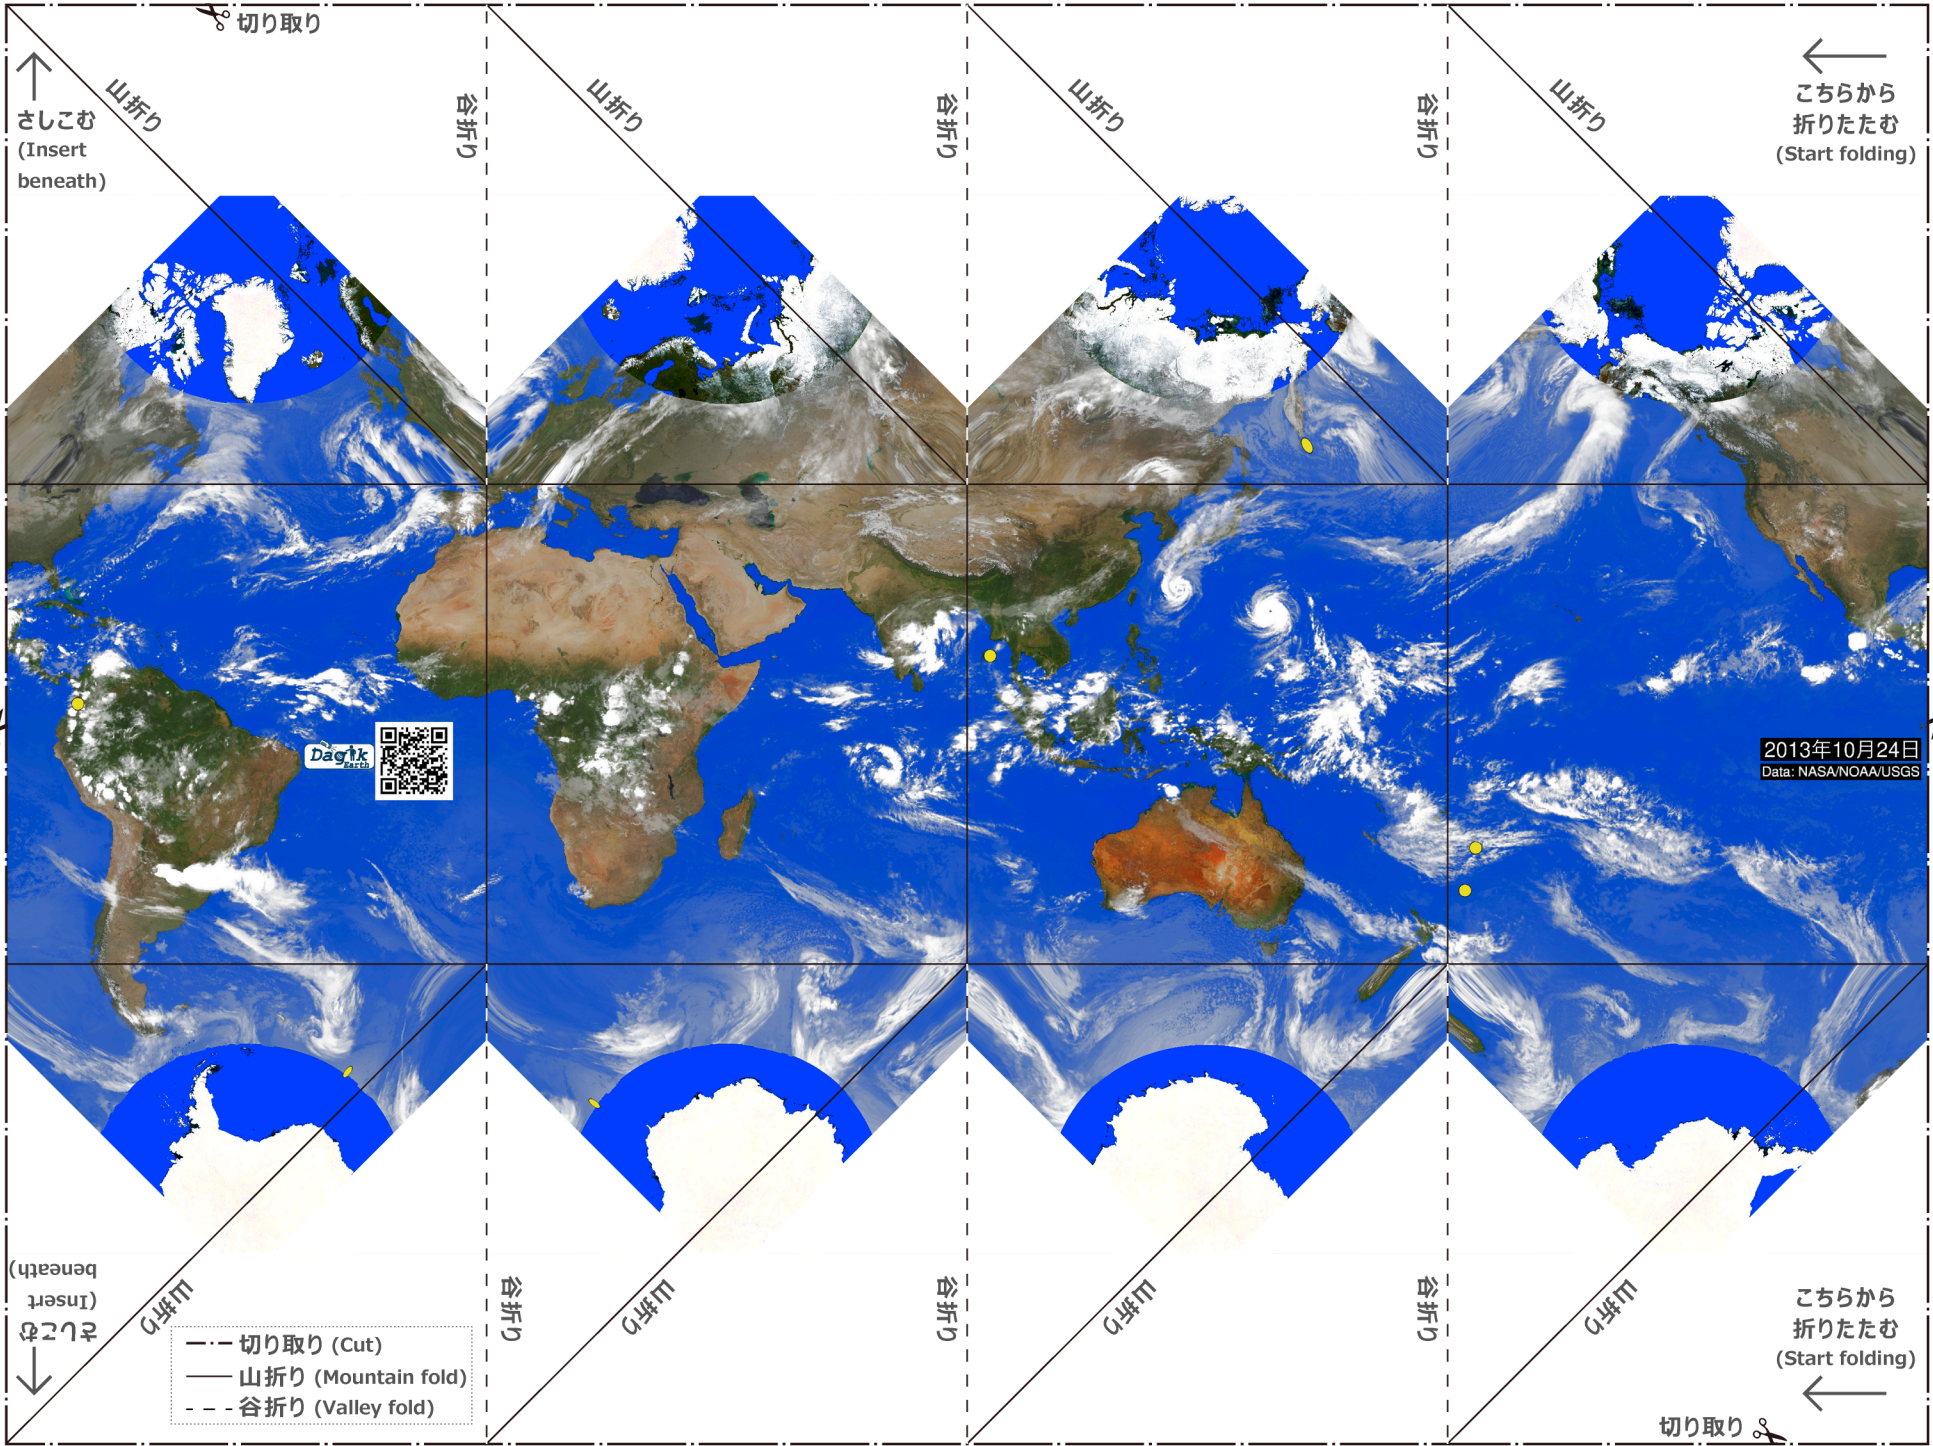 切り取り
山折り
谷折り
山折り
谷折り
山折り
谷折り
山折り
さしこむ
(Insert
beneath)
こちらから
折りたたむ
(Start folding)
Dagik
Earth
2013年10月24日
Data: NASA/NOAA/USGS
さしこむ
(Insert
beneath)
山折り
谷折り
山折り
谷折り
山折り
谷折り
山折り
こちらから
折りたたむ
(Start folding)
切り取り (Cut)
山折り (Mountain fold)
谷折り (Valley fold)
切り取り